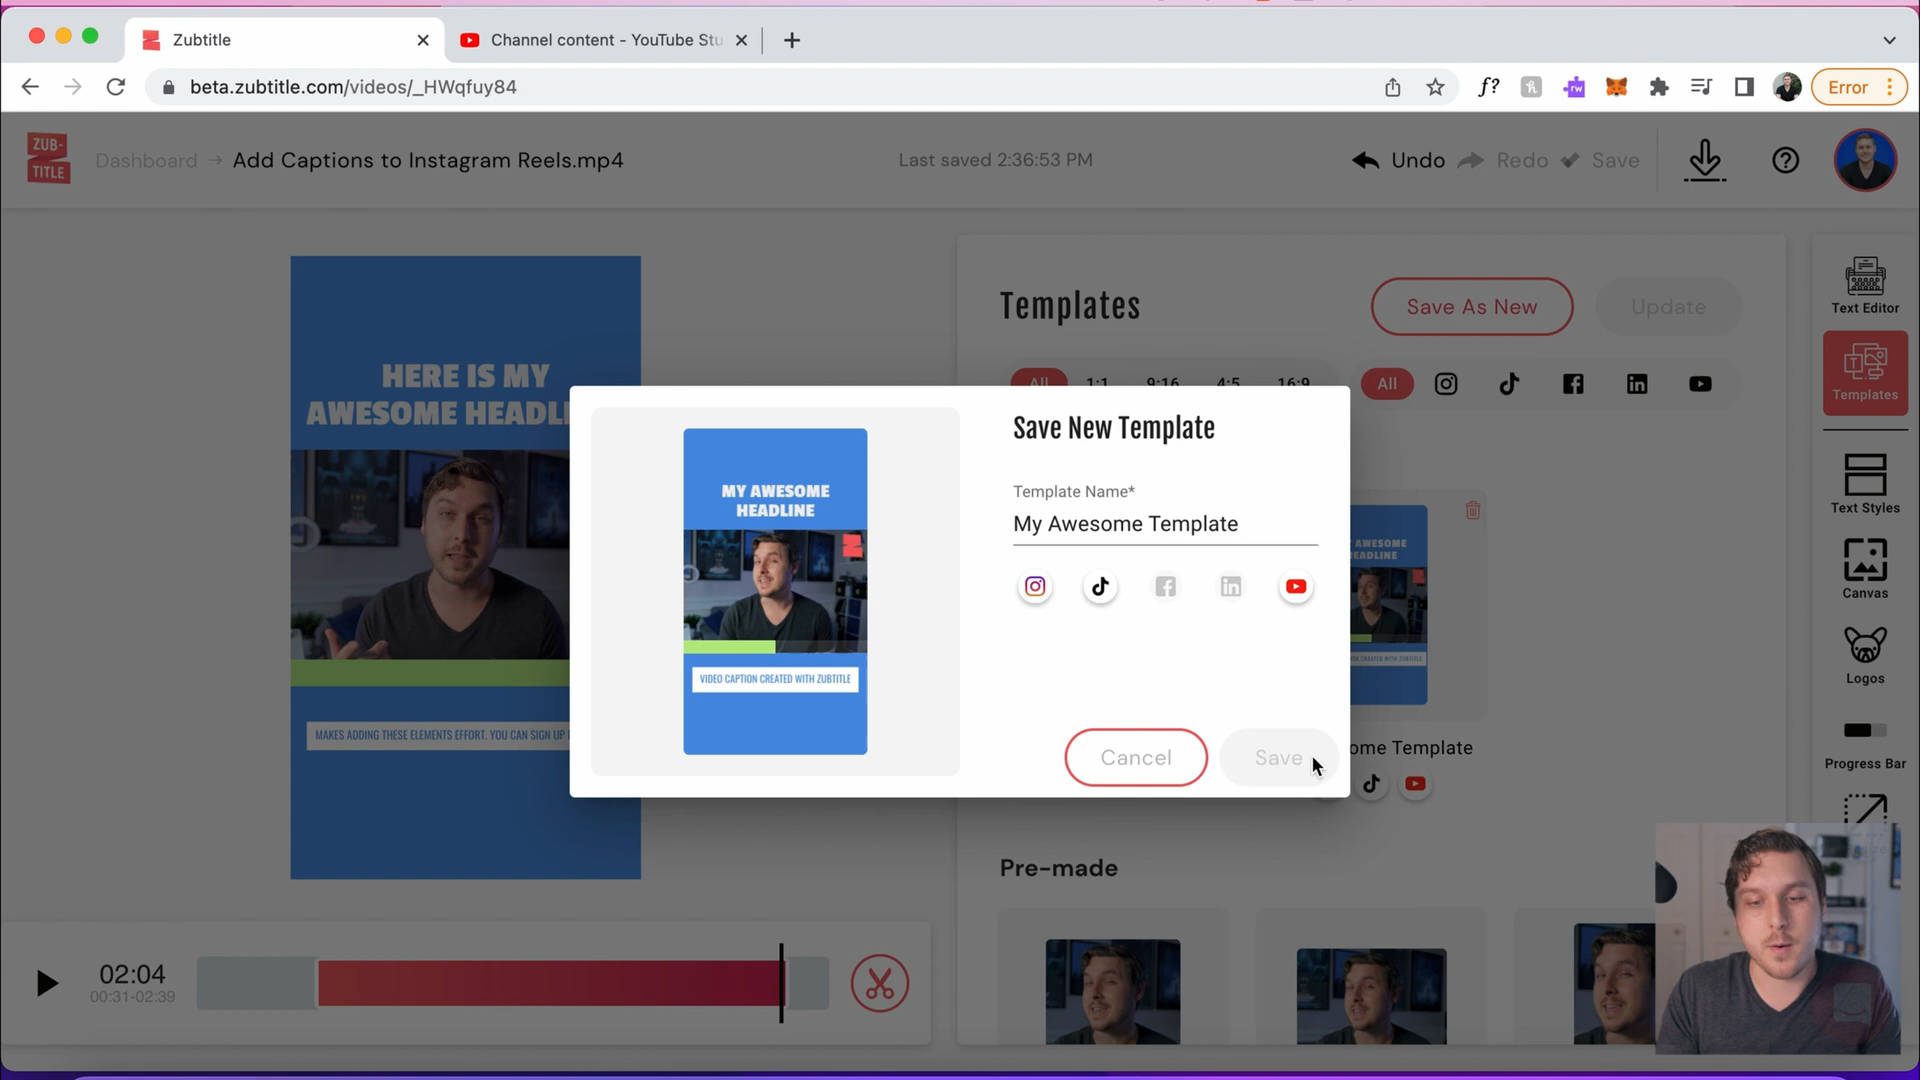 Zubtitle
Channel content - YouTube Stu
beta.zubtitle.com/videos/_HWqfuy84
f?
rw
Error
ZUB-
TITLE
Dashboard → Add Captions to Instagram Reels.mp4
Last saved 2:36:53 PM
Undo
Redo
Save
HERE IS MY
AWESOME HEADLI
MAKES ADDING THESE ELEMENTS EFFORT. YOU CAN SIGN UP
02:04
00:31-02:39
Templates
Save As New
Update
All
1:1
9:16
4:5
16:9
All
Save New Template
Template Name*
My Awesome Template
MY AWESOME
HEADLINE
VIDEO CAPTION CREATED WITH ZUBTITLE
Cancel
Save
AWESOME
EADLINE
ome Template
Pre-made
Text Editor
Templates
Text Styles
Canvas
Logos
Progress Bar